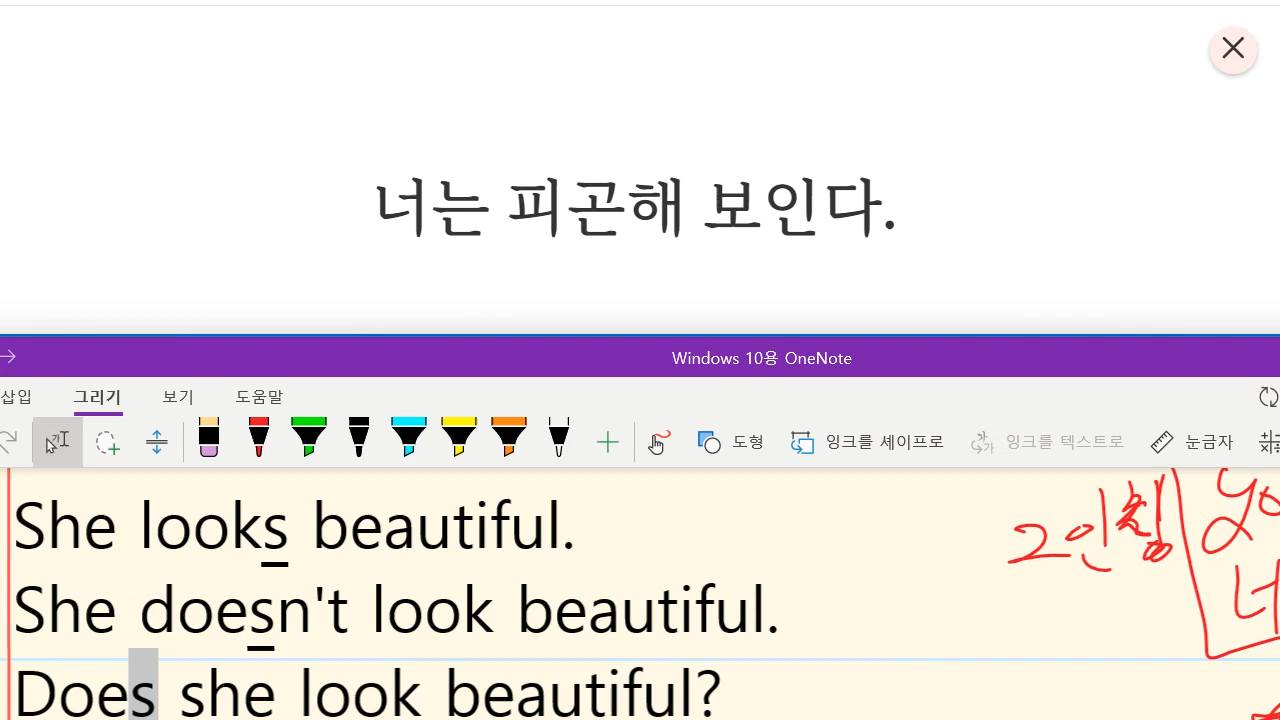 너는 피곤해 보인다.
Windows 10용 OneNote
삽입 그리기 보기 도움말
도형 잉크를 셰이프로 잉크를 텍스트로 눈금자
She looks beautiful.
2인칭
She doesn't look beautiful.
너
Does she look beautiful?